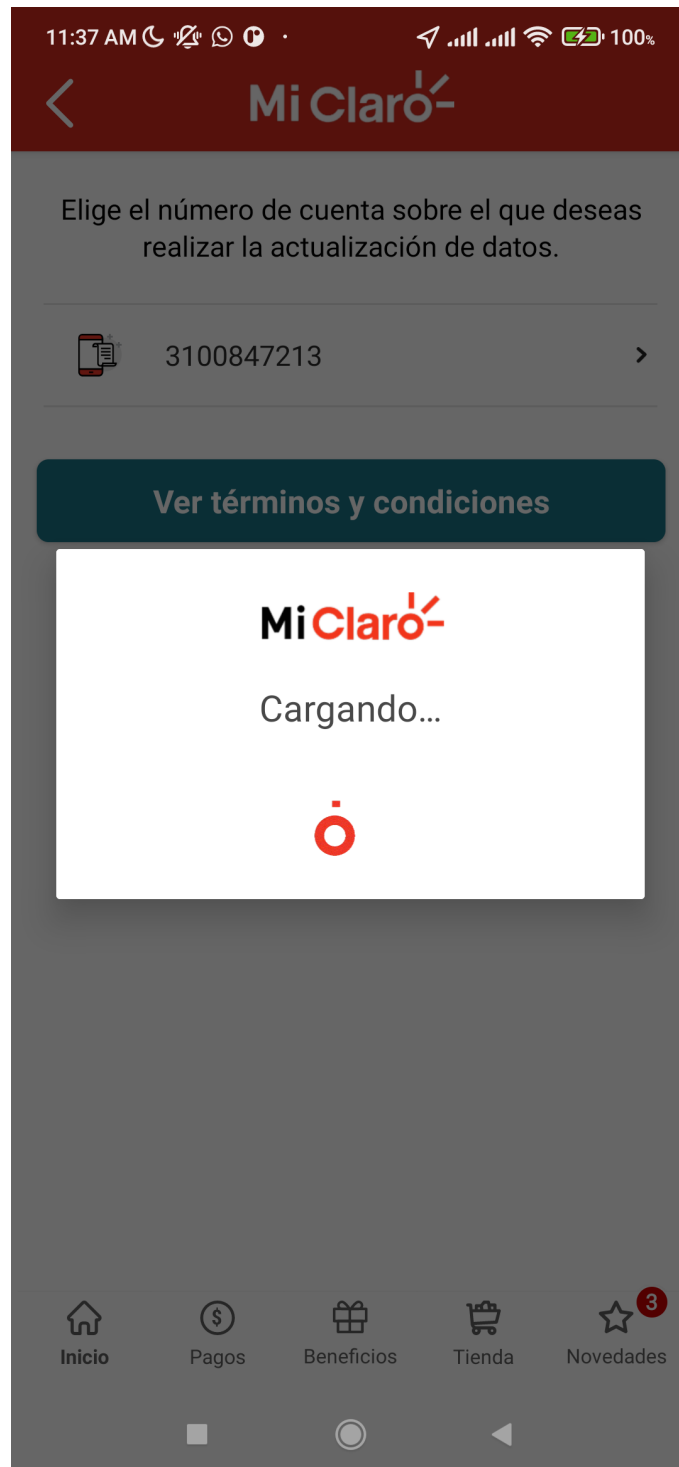 11:37 AM 100%
Mi Claro
Elige el número de cuenta sobre el que deseas
realizar la actualización de datos.
3100847213
Ver términos y condiciones
Mi Claro
Cargando...
3
Inicio Pagos Beneficios Tienda Novedades